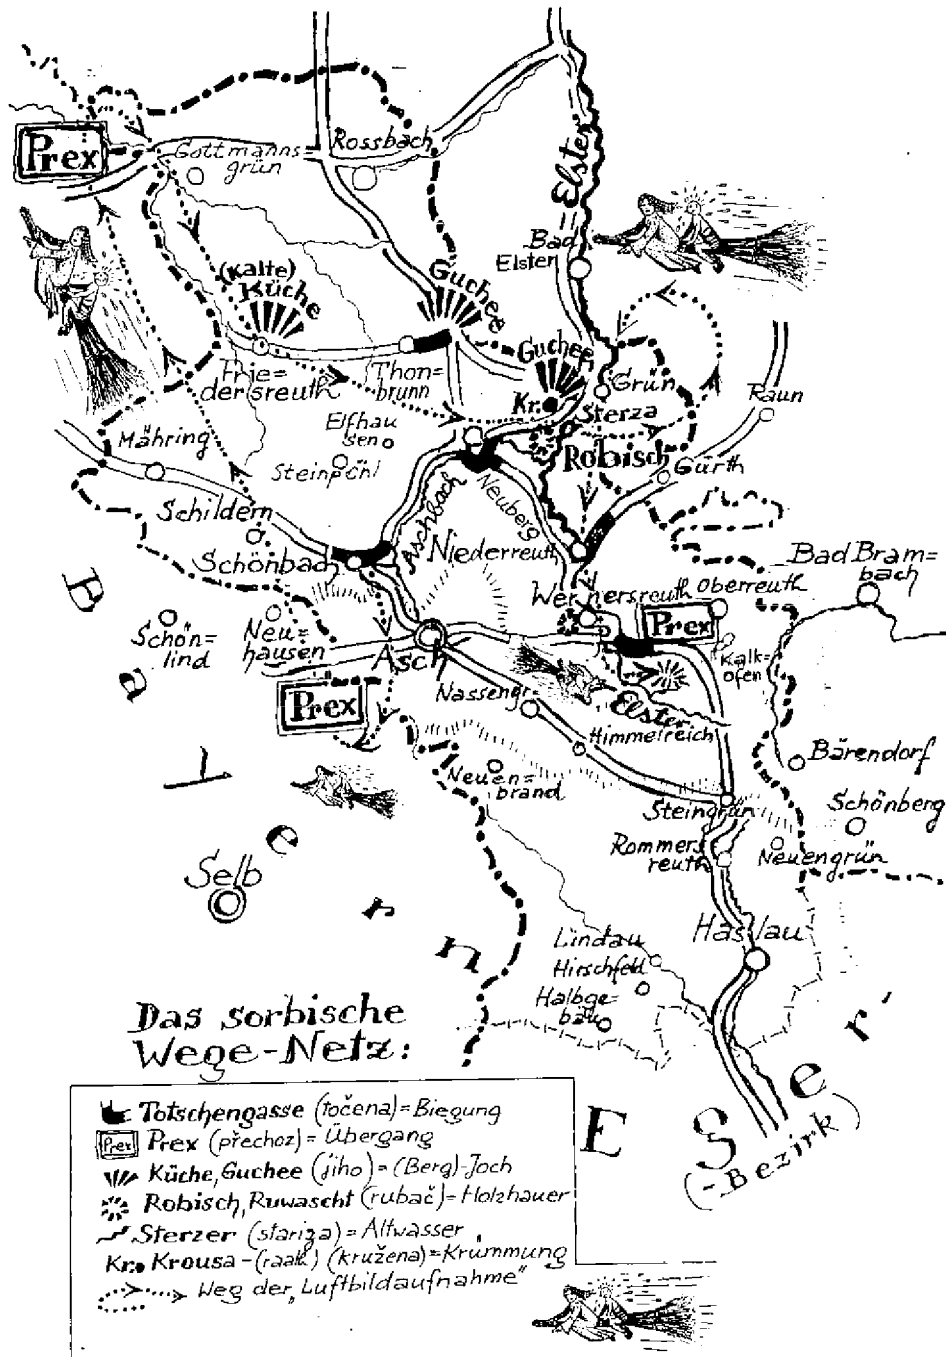 Prex
Gottmanns
grün
Rossbach
Elster
Bad
Elster
(Kalte)
Küche
Guchee
Guchee
Frie=
dersreuth
Thon=
brunn
Kr.
Grün
Sterza
Raun
Elfhau
sen
Mähring
Steinpöhl
Robisch
Gürth
Neuberg
Aschbach
Schildern
Schönbach
Niederreuth
Bad Bram=
bach
Wernersreuth
Oberreuth
Prex
Schön=
lind
Neu=
hausen
Asch
Kalk=
ofen
Prex
Nassengr.
Elster
Himmelreich
Bärendorf
Neuen=
brand
Steingrün
Schönberg
Rommers
reuth
Neuengrün
Bayern
Selb
Haslau
Lindau
Hirschfeld
Halbge=
bäu
Eger
(-Bezirk)
Das sorbische
Wege-Netz:
Totschengasse (točena)=Biegung
Prex Prex (přechoz)=Übergang
Küche, Guchee (jiho)=(Berg)-Joch
Robisch, Ruwascht (rubač)=Holzhauer
Sterzer (stariza)=Altwasser
Kr. Krousa-(raath) (kružena)=Krümmung
Weg der „Luftbildaufnahme"